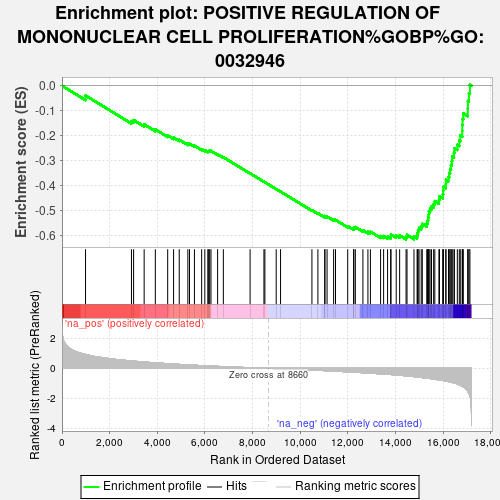 Enrichment plot: POSITIVE REGULATION OF
MONONUCLEAR CELL PROLIFERATION%GOBP%GO:
0032946
Enrichment score (ES)
0.0
-0.1
-0.2
-0.3
-0.4
-0.5
-0.6
'na_pos' (positively correlated)
Ranked list metric (PreRanked)
2
0
-2
-4
Zero cross at 8660
'na_neg' (negatively correlated)
0
2,000
4,000
6,000
8,000
10,000
12,000
14,000
16,000
18,000
Rank in Ordered Dataset
Enrichment profile
Hits
Ranking metric scores